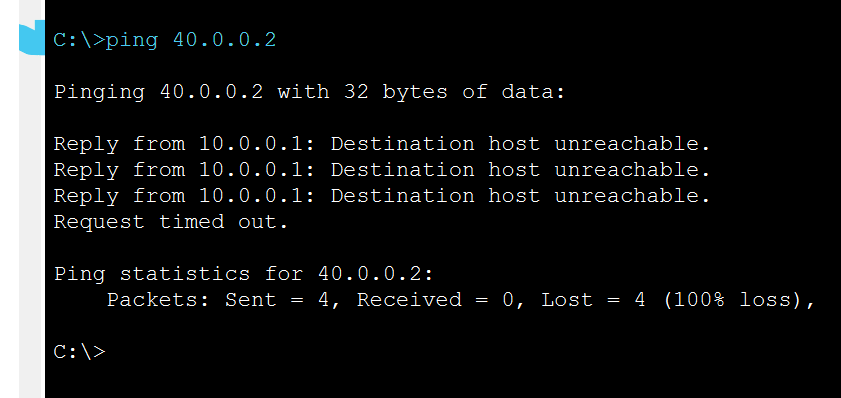 C:\>ping 40.0.0.2
Pinging 40.0.0.2 with 32 bytes of data:
Reply from 10.0.0.1: Destination host unreachable.
Reply from 10.0.0.1: Destination host unreachable.
Reply from 10.0.0.1: Destination host unreachable.
Request timed out.
Ping statistics for 40.0.0.2:
    Packets: Sent = 4, Received = 0, Lost = 4 (100% loss),
C:\>